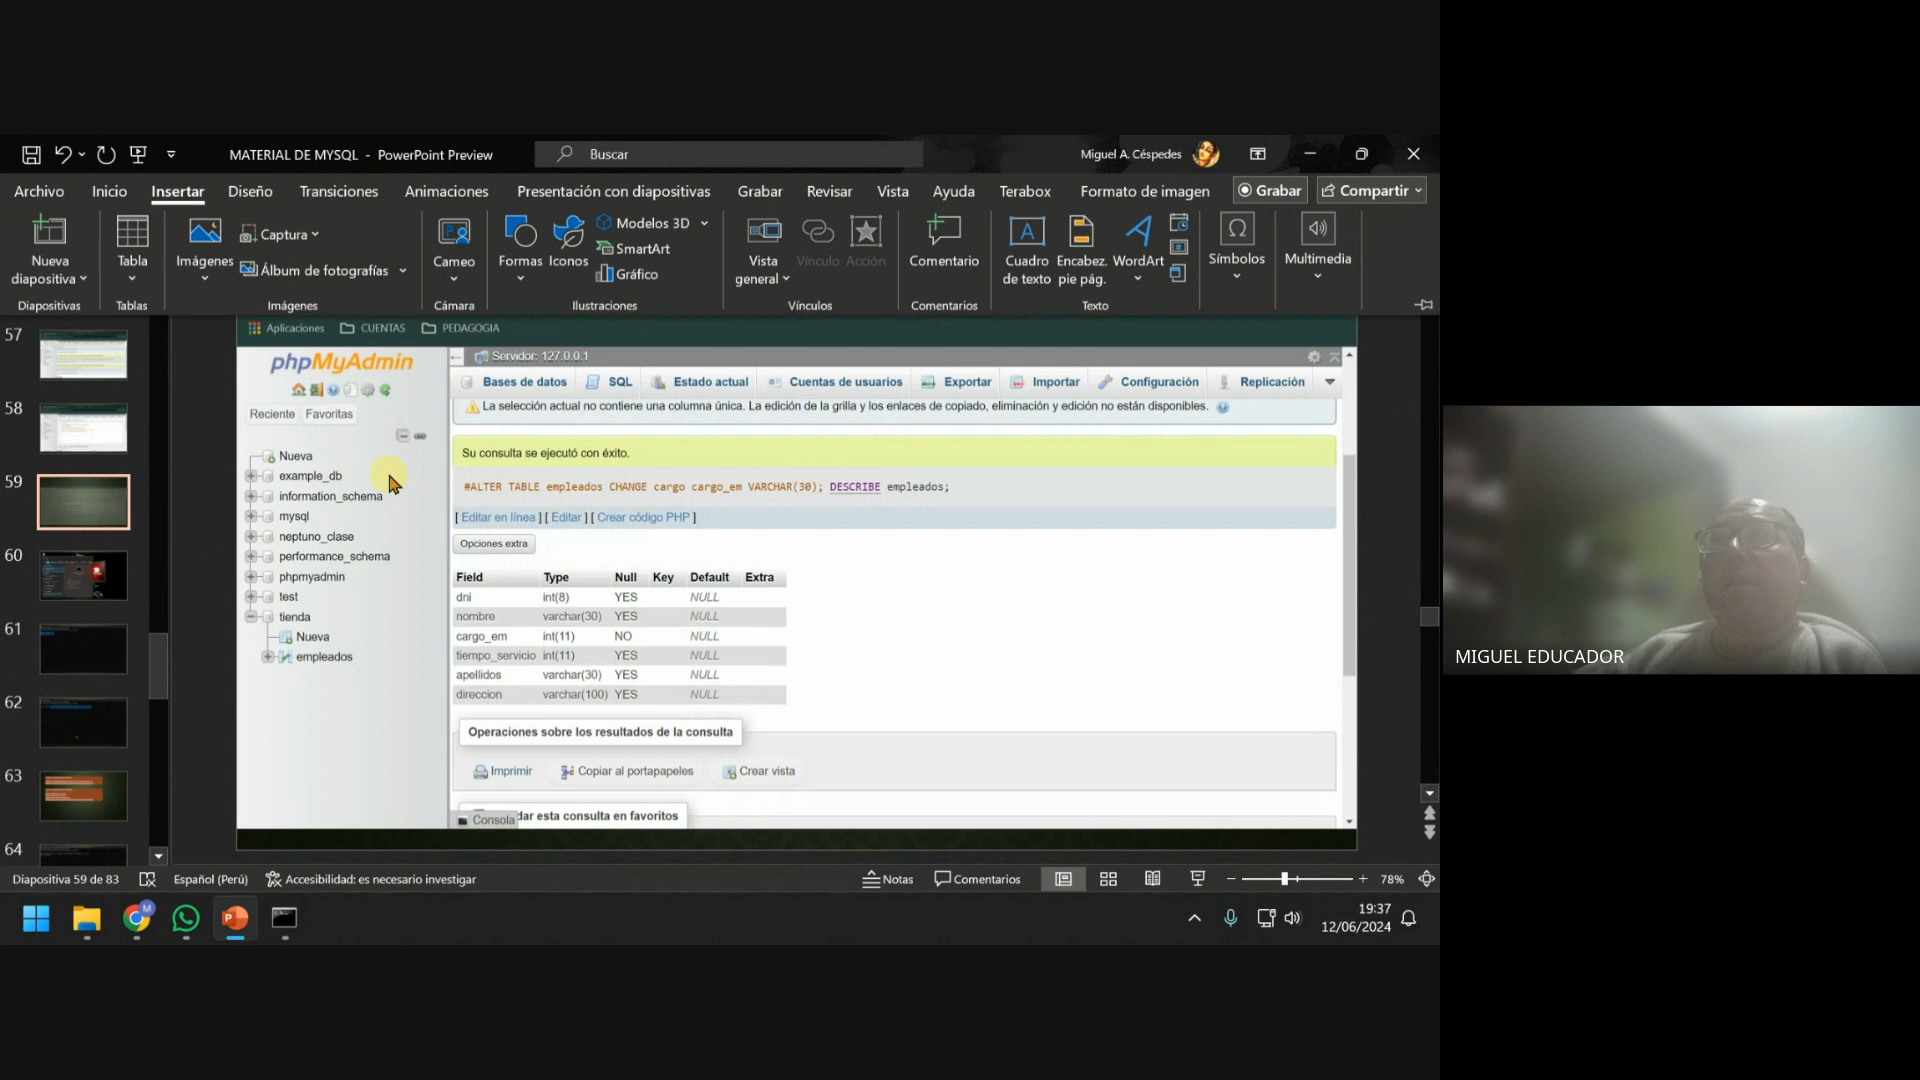 MATERIAL DE MYSQL - PowerPoint Preview
Buscar
Miguel A. Céspedes
Archivo Inicio Insertar Diseño Transiciones Animaciones Presentación con diapositivas Grabar Revisar Vista Ayuda Terabox Formato de imagen Grabar Compartir
Nueva diapositiva
Tabla
Imágenes
Captura
Álbum de fotografías
Cameo
Formas
Iconos
Modelos 3D
SmartArt
Gráfico
Vista general
Vínculo
Acción
Comentario
Cuadro de texto
Encabez. pie pág.
WordArt
Símbolos
Multimedia
Diapositivas Tablas Imágenes Cámara Ilustraciones Vínculos Comentarios Texto
57
58
59
60
61
62
63
64
Aplicaciones CUENTAS PEDAGOGIA
phpMyAdmin
Reciente Favoritas
Nueva
example_db
information_schema
mysql
neptuno_clase
performance_schema
phpmyadmin
test
tienda
Nueva
empleados
Servidor: 127.0.0.1
Bases de datos SQL Estado actual Cuentas de usuarios Exportar Importar Configuración Replicación
La selección actual no contiene una columna única. La edición de la grilla y los enlaces de copiado, eliminación y edición no están disponibles.
Su consulta se ejecutó con éxito.
#ALTER TABLE empleados CHANGE cargo cargo_em VARCHAR(30); DESCRIBE empleados;
[ Editar en línea ] [ Editar ] [ Crear código PHP ]
Opciones extra
Field Type Null Key Default Extra
dni int(8) YES NULL
nombre varchar(30) YES NULL
cargo_em int(11) NO NULL
tiempo_servicio int(11) YES NULL
apellidos varchar(30) YES NULL
direccion varchar(100) YES NULL
Operaciones sobre los resultados de la consulta
Imprimir Copiar al portapapeles Crear vista
Consola dar esta consulta en favoritos
Diapositiva 59 de 83 Español (Perú) Accesibilidad: es necesario investigar Notas Comentarios 78%
19:37
12/06/2024
MIGUEL EDUCADOR